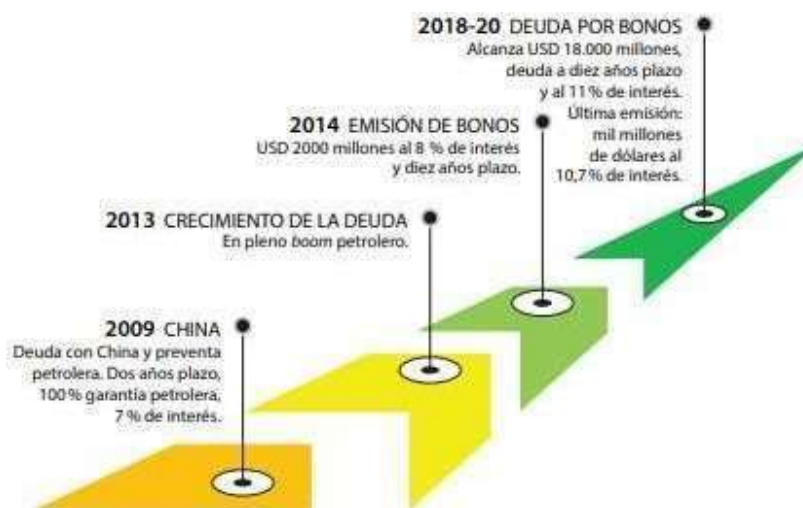 2018-20 DEUDA POR BONOS
Alcanza USD 18.000 millones,
deuda a diez años plazo
y al 11% de interés.
Última emisión:
mil millones
de dólares al
10,7% de interés.
2014 EMISIÓN DE BONOS
USD 2000 millones al 8 % de interés
y diez años plazo.
2013 CRECIMIENTO DE LA DEUDA
En pleno boom petrolero.
2009 CHINA
Deuda con China y preventa
petrolera. Dos años plazo,
100% garantía petrolera,
7 % de interés.